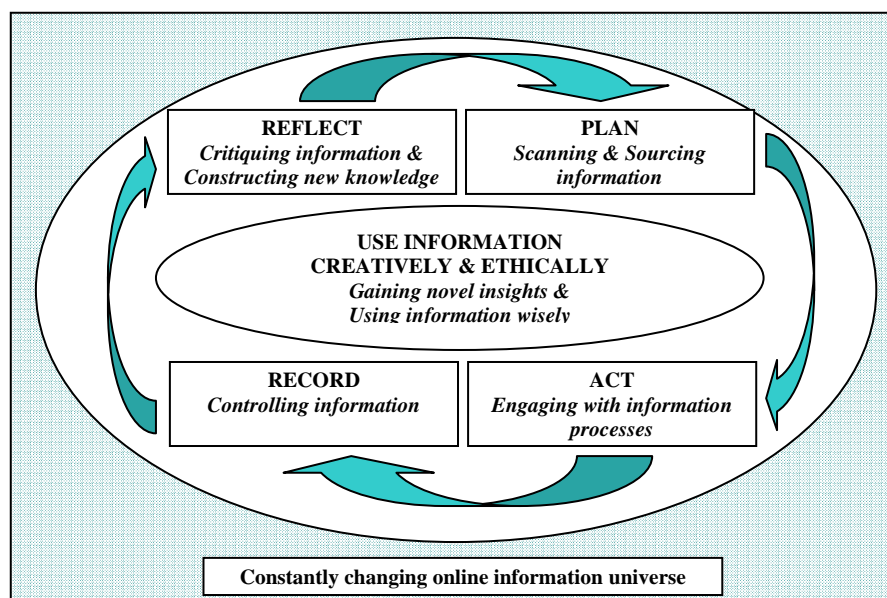 REFLECT
Critiquing information &
Constructing new knowledge
PLAN
Scanning & Sourcing
information
USE INFORMATION
CREATIVELY & ETHICALLY
Gaining novel insights &
Using information wisely
RECORD
Controlling information
ACT
Engaging with information
processes
Constantly changing online information universe